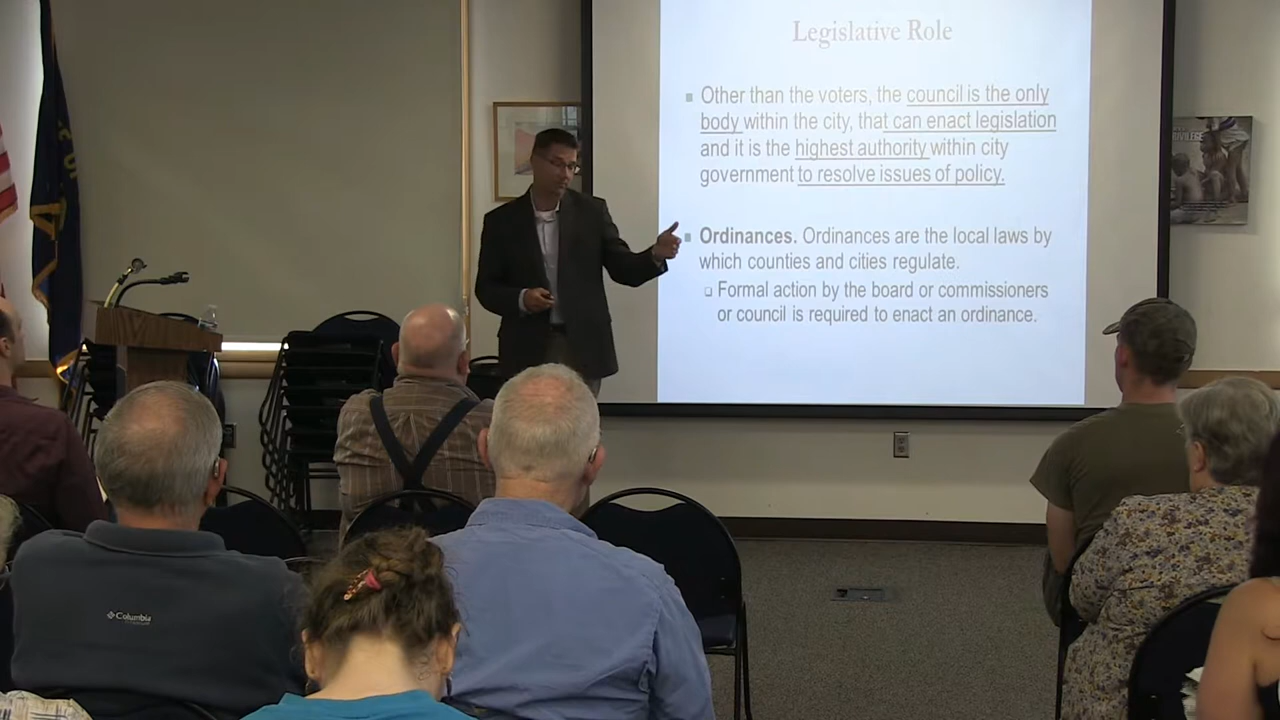 Legislative Role
Other than the voters, the council is the only
body within the city, that can enact legislation
and it is the highest authority within city
government to resolve issues of policy.
Ordinances. Ordinances are the local laws by
which counties and cities regulate.
Formal action by the board or commissioners
or council is required to enact an ordinance.
Columbia